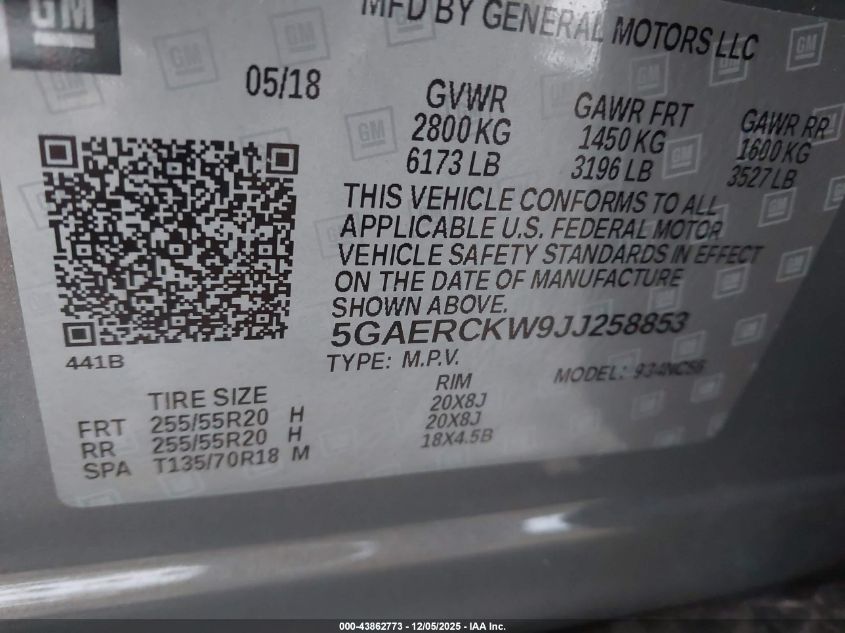 GM
MFD BY GENERAL MOTORS LLC
05/18
GVWR GAWR FRT GAWR RR
2800 KG 1450 KG 1600 KG
6173 LB 3196 LB 3527 LB
THIS VEHICLE CONFORMS TO ALL
APPLICABLE U.S. FEDERAL MOTOR
VEHICLE SAFETY STANDARDS IN EFFECT
ON THE DATE OF MANUFACTURE
SHOWN ABOVE.
5GAERCKW9JJ258853
441B
TYPE: M.P.V. MODEL: 934NC56
TIRE SIZE RIM
FRT 255/55R20 H 20X8J
RR 255/55R20 H 20X8J
SPA T135/70R18 M 18X4.5B
000-43862773 - 12/05/2025 - IAA Inc.